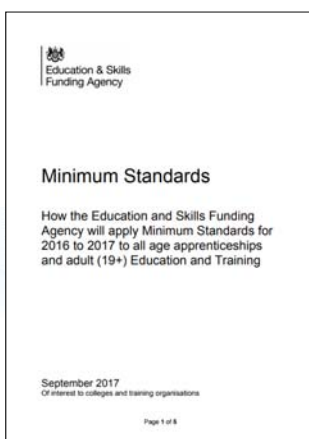 Education & Skills
Funding Agency
Minimum Standards
How the Education and Skills Funding
Agency will apply Minimum Standards for
2016 to 2017 to all age apprenticeships
and adult (19+) Education and Training
September 2017
Of interest to colleges and training organisations
Page 1 of 5